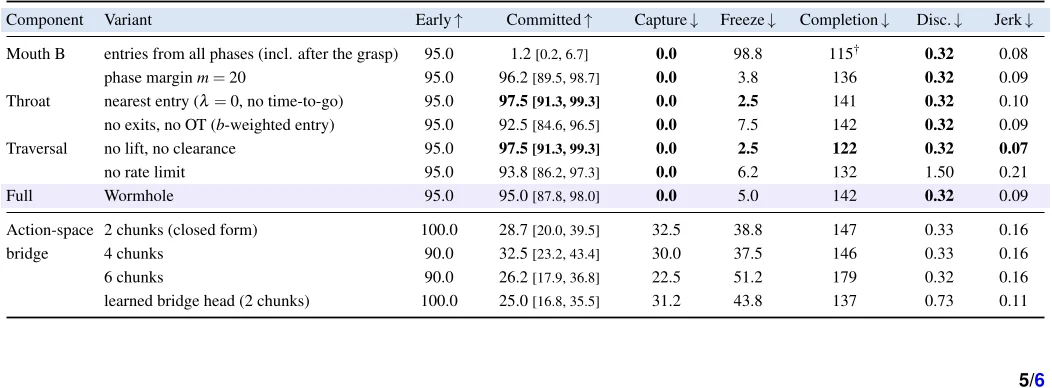 Component Variant Early↑ Committed↑ Capture↓ Freeze↓ Completion↓ Disc.↓ Jerk↓
Mouth B entries from all phases (incl. after the grasp) 95.0 1.2 [0.2, 6.7] 0.0 98.8 115† 0.32 0.08
phase margin m = 20 95.0 96.2 [89.5, 98.7] 0.0 3.8 136 0.32 0.09
Throat nearest entry (λ = 0, no time-to-go) 95.0 97.5 [91.3, 99.3] 0.0 2.5 141 0.32 0.10
no exits, no OT (b-weighted entry) 95.0 92.5 [84.6, 96.5] 0.0 7.5 142 0.32 0.09
Traversal no lift, no clearance 95.0 97.5 [91.3, 99.3] 0.0 2.5 122 0.32 0.07
no rate limit 95.0 93.8 [86.2, 97.3] 0.0 6.2 132 1.50 0.21
Full Wormhole 95.0 95.0 [87.8, 98.0] 0.0 5.0 142 0.32 0.09
Action-space 2 chunks (closed form) 100.0 28.7 [20.0, 39.5] 32.5 38.8 147 0.33 0.16
bridge 4 chunks 90.0 32.5 [23.2, 43.4] 30.0 37.5 146 0.33 0.16
6 chunks 90.0 26.2 [17.9, 36.8] 22.5 51.2 179 0.32 0.16
learned bridge head (2 chunks) 100.0 25.0 [16.8, 35.5] 31.2 43.8 137 0.73 0.11
5/6